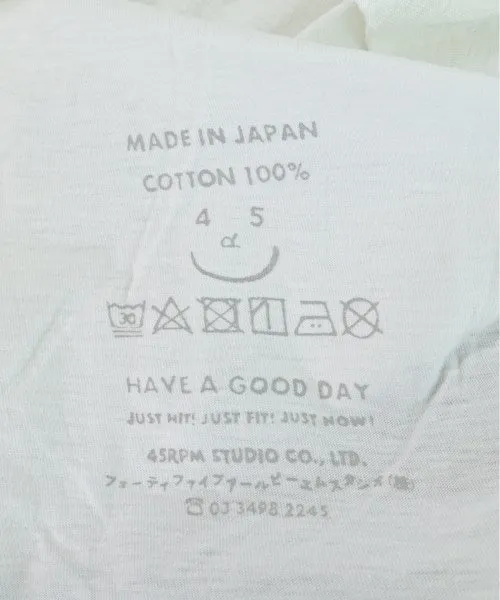 MADE IN JAPAN
COTTON 100%
4 5
30
HAVE A GOOD DAY
JUST HIT! JUST FIT! JUST NOW!
45RPM STUDIO CO., LTD.
フォーティファイブアールピーエムスタジオ(株)
☎03 3498 2245